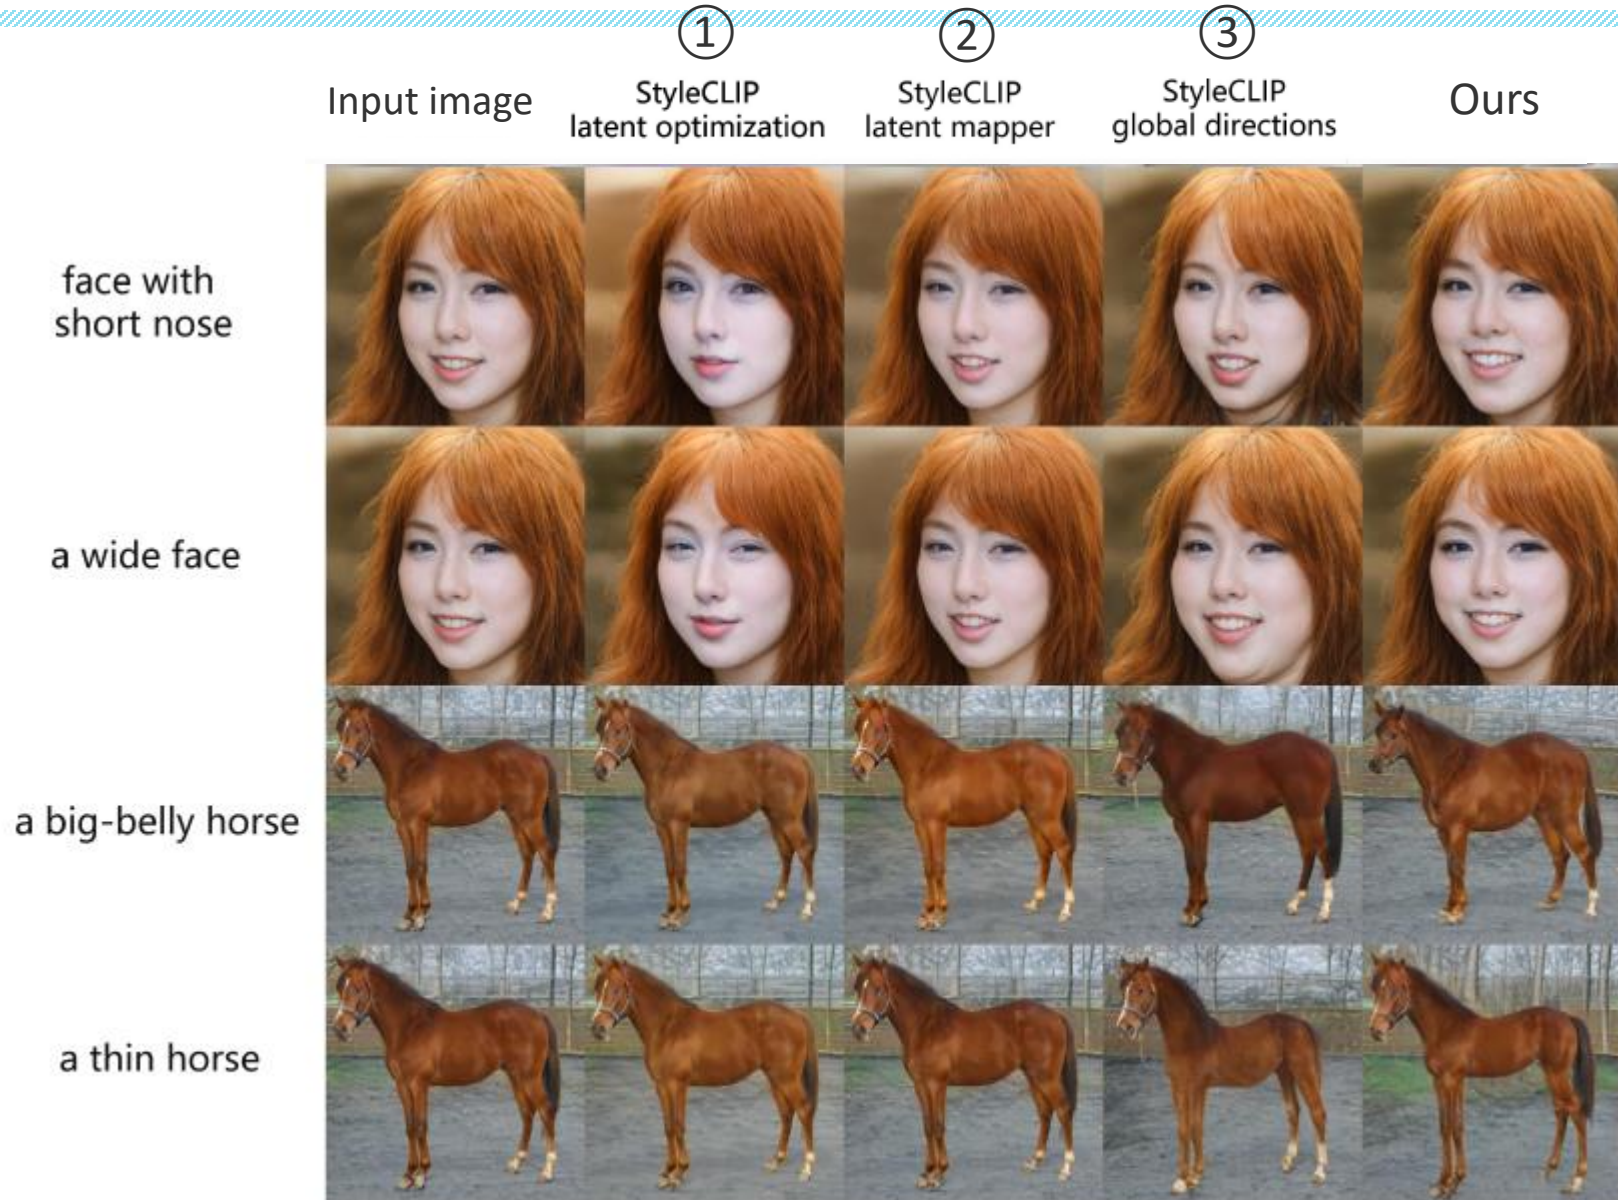 ①
②
③
Input image
StyleCLIP
latent optimization
StyleCLIP
latent mapper
StyleCLIP
global directions
Ours
face with
short nose
a wide face
a big-belly horse
a thin horse